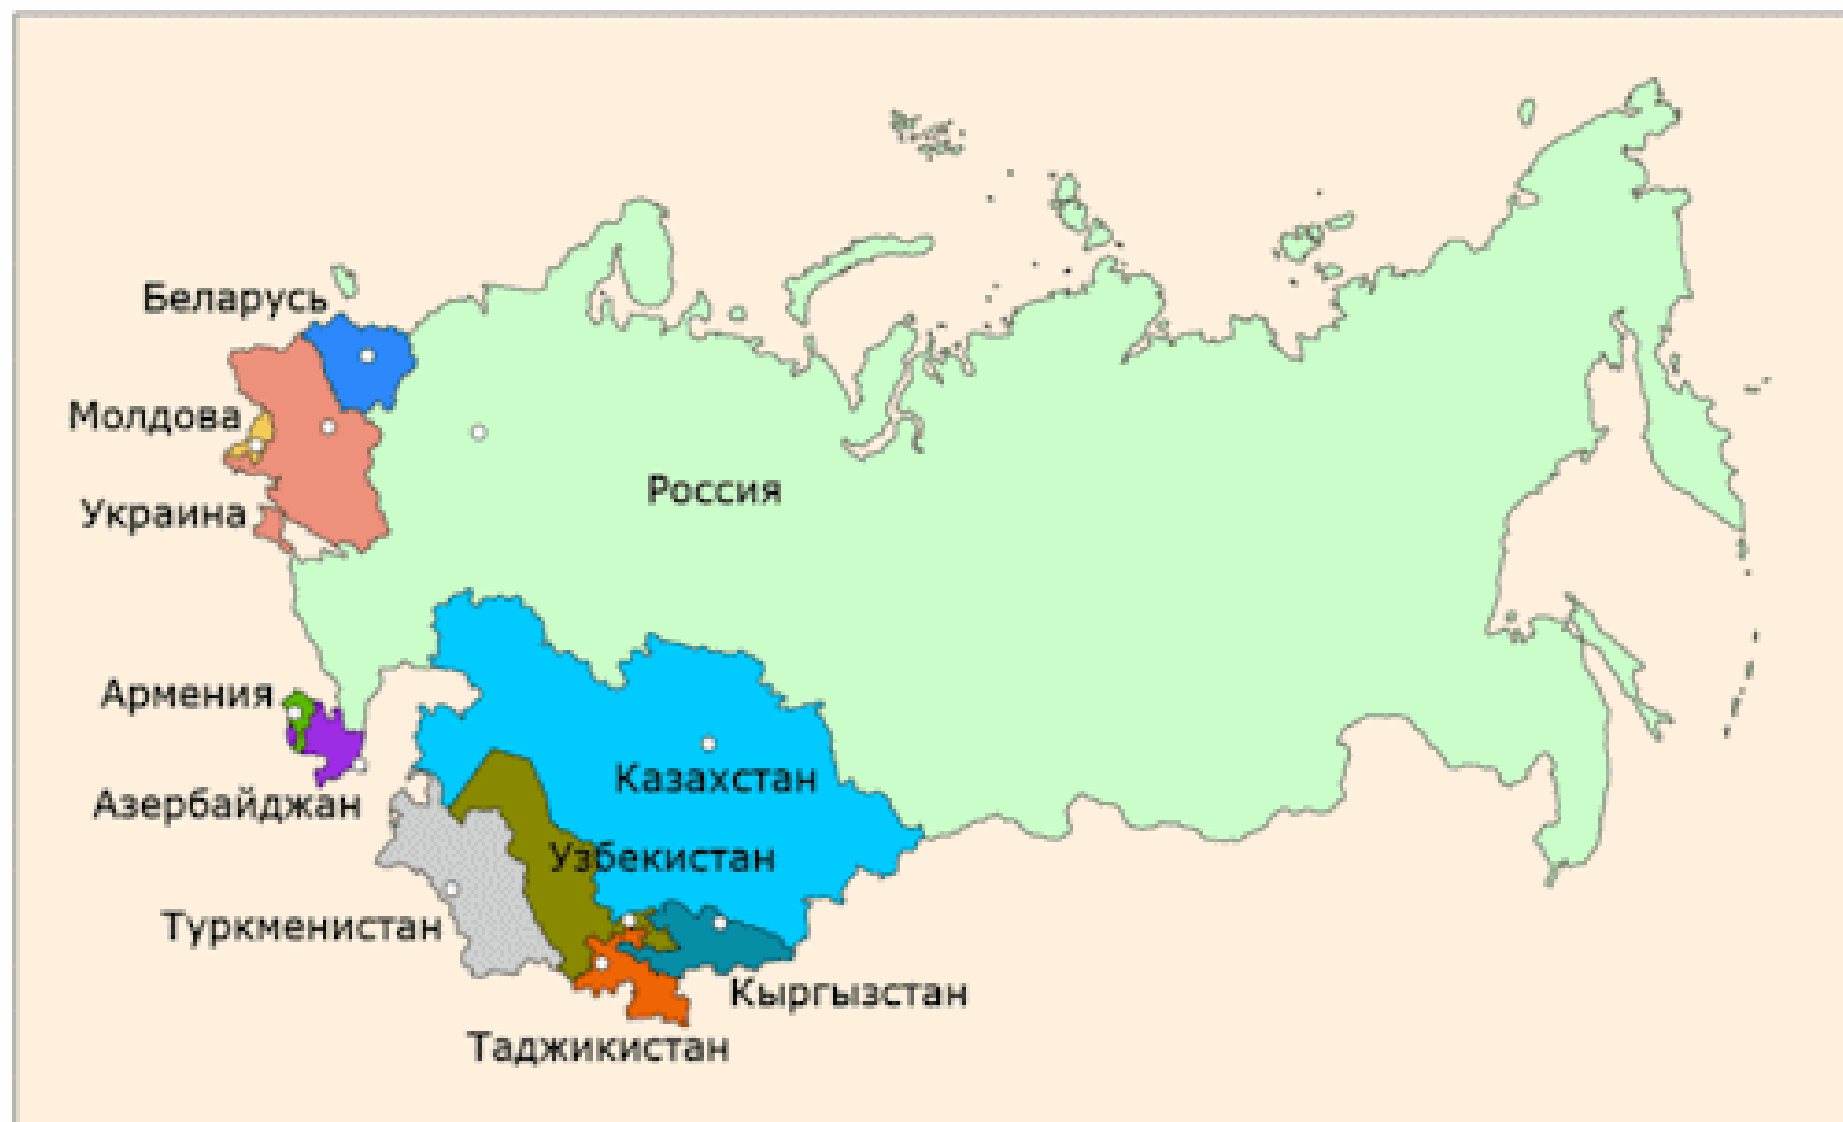 Беларусь
Молдова
Россия
Украина
Армения
Казахстан
Азербайджан
Узбекистан
Туркменистан
Кыргызстан
Таджикистан